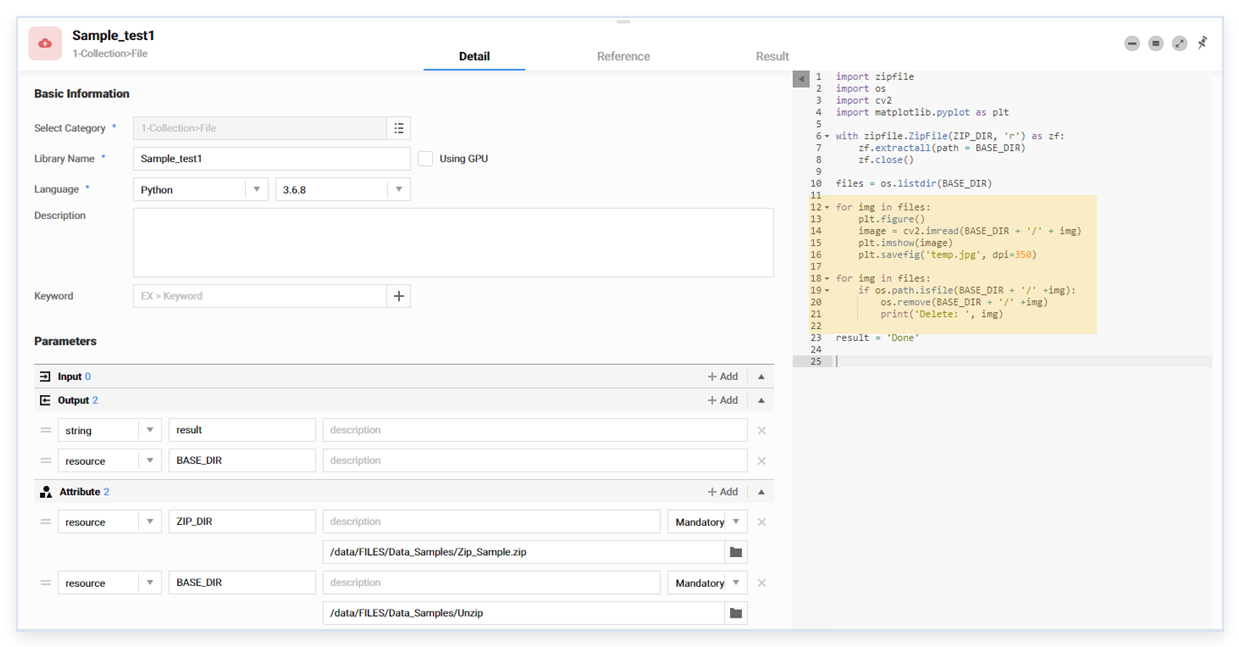 Sample_test1
1-Collection>File
Detail Reference Result
Basic Information
Select Category *
1-Collection>File
Library Name *
Sample_test1
Using GPU
Language *
Python
3.6.8
Description
Keyword
EX > Keyword
Parameters
Input 0
Add
Output 2
Add
string
result
description
resource
BASE_DIR
description
Attribute 2
Add
resource
ZIP_DIR
description
Mandatory
/data/FILES/Data_Samples/Zip_Sample.zip
resource
BASE_DIR
description
Mandatory
/data/FILES/Data_Samples/Unzip
1 import zipfile
2 import os
3 import cv2
4 import matplotlib.pyplot as plt
5
6 with zipfile.ZipFile(ZIP_DIR, 'r') as zf:
7     zf.extractall(path = BASE_DIR)
8     zf.close()
9
10 files = os.listdir(BASE_DIR)
11
12 for img in files:
13     plt.figure()
14     image = cv2.imread(BASE_DIR + '/' + img)
15     plt.imshow(image)
16     plt.savefig('temp.jpg', dpi=350)
17
18 for img in files:
19     if os.path.isfile(BASE_DIR + '/' +img):
20         os.remove(BASE_DIR + '/' +img)
21         print('Delete: ', img)
22
23 result = 'Done'
24
25